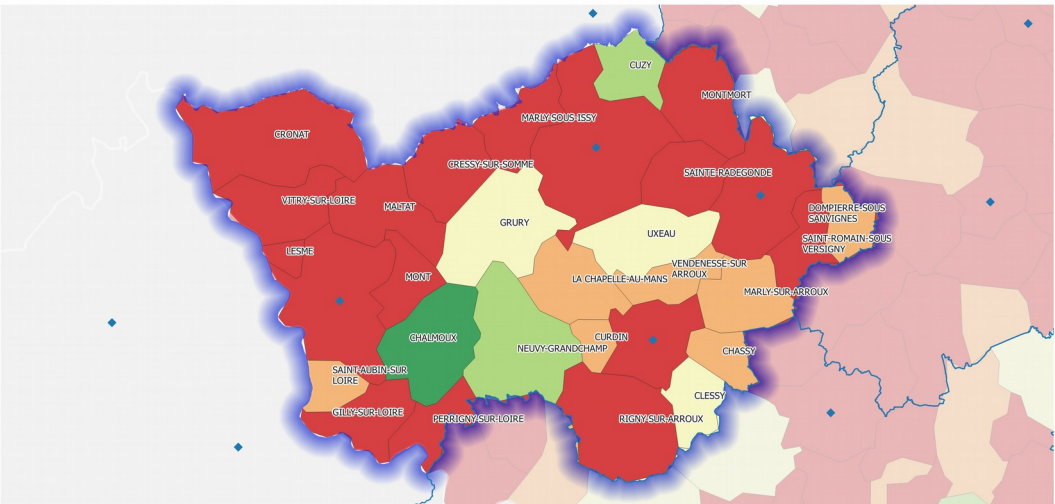 CUZY
MONTMORT
MARLY-SOUS-ISSY
CRONAT
CRESSY-SUR-SOMME
SAINTE-RADEGONDE
VITRY-SUR-LOIRE
MALTAT
DOMPIERRE-SOUS
SANVIGNES
GRURY
UXEAU
SAINT-ROMAIN-SOUS
VERSIGNY
LESME
VENDENESSE-SUR
ARROUX
MONT
LA CHAPELLE-AU-MANS
MARLY-SUR-ARROUX
CHALMOUX
CURDIN
NEUVY-GRANDCHAMP
CHASSY
SAINT-AUBIN-SUR
LOIRE
CLESSY
GILLY-SUR-LOIRE
PERRIGNY-SUR-LOIRE
RIGNY-SUR-ARROUX